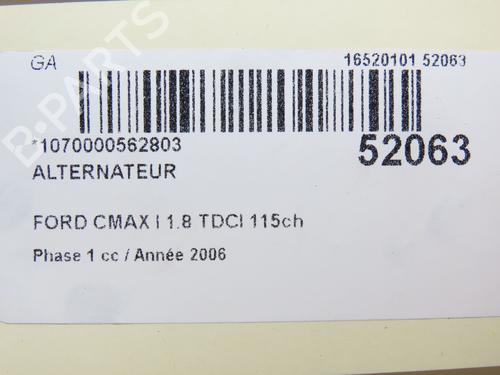 GA 16520101 52063
B-PARTS
*1070000562803 52063
ALTERNATEUR
FORD CMAX I 1.8 TDCI 115ch
Phase 1 cc / Année 2006